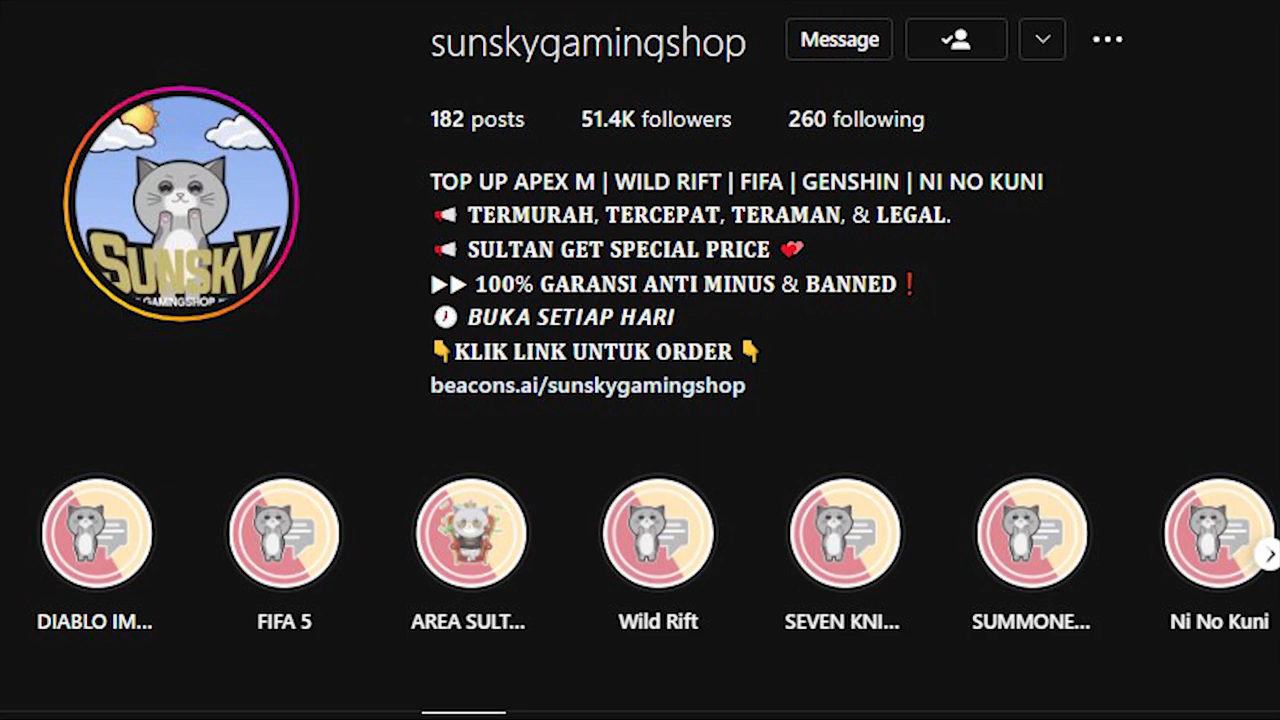 sunskygamingshop
Message
182 posts 51.4K followers 260 following
TOP UP APEX M | WILD RIFT | FIFA | GENSHIN | NI NO KUNI
📢 TERMURAH, TERCEPAT, TERAMAN, & LEGAL.
📢 SULTAN GET SPECIAL PRICE 💞
▶▶ 100% GARANSI ANTI MINUS & BANNED❗
🕖 BUKA SETIAP HARI
👇KLIK LINK UNTUK ORDER 👇
beacons.ai/sunskygamingshop
SUNSKY
GAMINGSHOP
DIABLO IM... FIFA 5 AREA SULT... Wild Rift SEVEN KNI... SUMMONE... Ni No Kuni